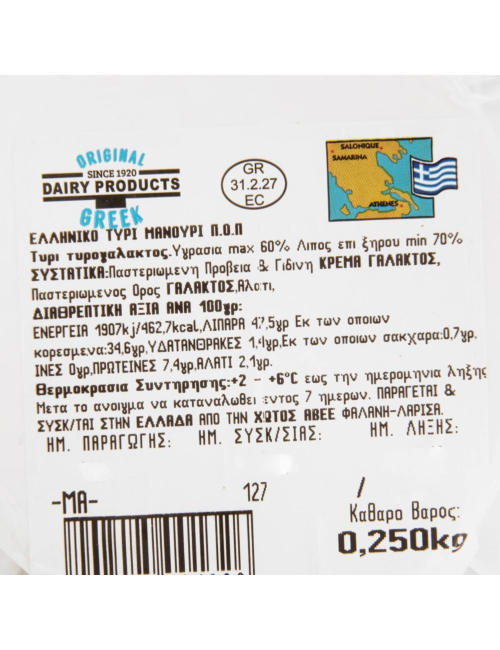 ORIGINAL
SINCE 1920
DAIRY PRODUCTS
GREEK
GR
31.2.27
EC
SALONIQUE
SAMARINA
ATHENES
ΕΛΛΗΝΙΚΟ ΤΥΡΙ ΜΑΝΟΥΡΙ Π.Ο.Π
Τυρι τυρογαλακτος.Υγρασια max 60% Λιπος επι ξηρου min 70%
ΣΥΣΤΑΤΙΚΑ:Παστεριωμενη Προβεια & Γιδινη ΚΡΕΜΑ ΓΑΛΑΚΤΟΣ,
Παστεριωμενος Ορος ΓΑΛΑΚΤΟΣ,Αλατι,
ΔΙΑΘΡΕΠΤΙΚΗ ΑΞΙΑ ΑΝΑ 100γρ:
ΕΝΕΡΓΕΙΑ 1907kj/462,7kcal,ΛΙΠΑΡΑ 47,5γρ Εκ των οποιων
κορεσμενα:34,6γρ,ΥΔΑΤΑΝΘΡΑΚΕΣ 1,4γρ,Εκ των οποιων σακχαρα:0,7γρ,
ΙΝΕΣ 0γρ,ΠΡΩΤΕΙΝΕΣ 7,4γρ,ΑΛΑΤΙ 2,1γρ.
Θερμοκρασια Συντηρησης:+2 - +6°C εως την ημερομηνια ληξης
Μετα το ανοιγμα να καταναλωθει εντος 7 ημερων. ΠΑΡΑΓΕΤΑΙ &
ΣΥΣΚ/ΤΑΙ ΣΤΗΝ ΕΛΛΑΔΑ ΑΠΟ ΤΗΝ ΧΩΤΟΣ ΑΒΕΕ ΦΑΛΑΝΗ-ΛΑΡΙΣΑ.
ΗΜ. ΠΑΡΑΓΩΓΗΣ: ΗΜ. ΣΥΣΚ/ΣΙΑΣ: ΗΜ. ΛΗΞΗΣ:
-MA- 127 /
Καθαρο Βαρος:
0,250kg